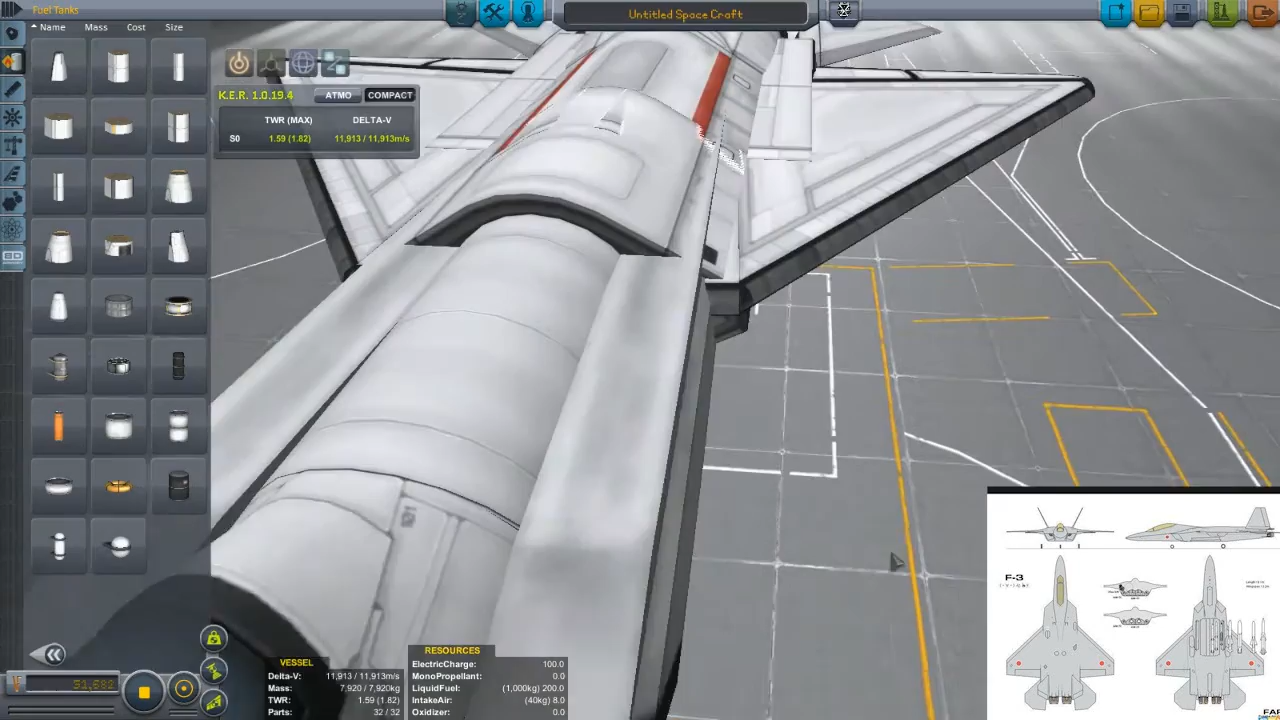 Fuel Tanks
Untitled Space Craft
Name Mass Cost Size
K.E.R. 1.0.19.4 ATMO COMPACT
TWR (MAX) DELTA-V
S0 1.59 (1.82) 11,913 / 11,913m/s
F-3
VESSEL
Delta-V: 11,913 / 11,913m/s
Mass: 7,920 / 7,920kg
TWR: 1.59 (1.82)
Parts: 32 / 32
RESOURCES
ElectricCharge: 100.0
MonoPropellant: 0.0
LiquidFuel: (1,000kg) 200.0
IntakeAir: (40kg) 8.0
Oxidizer: 0.0